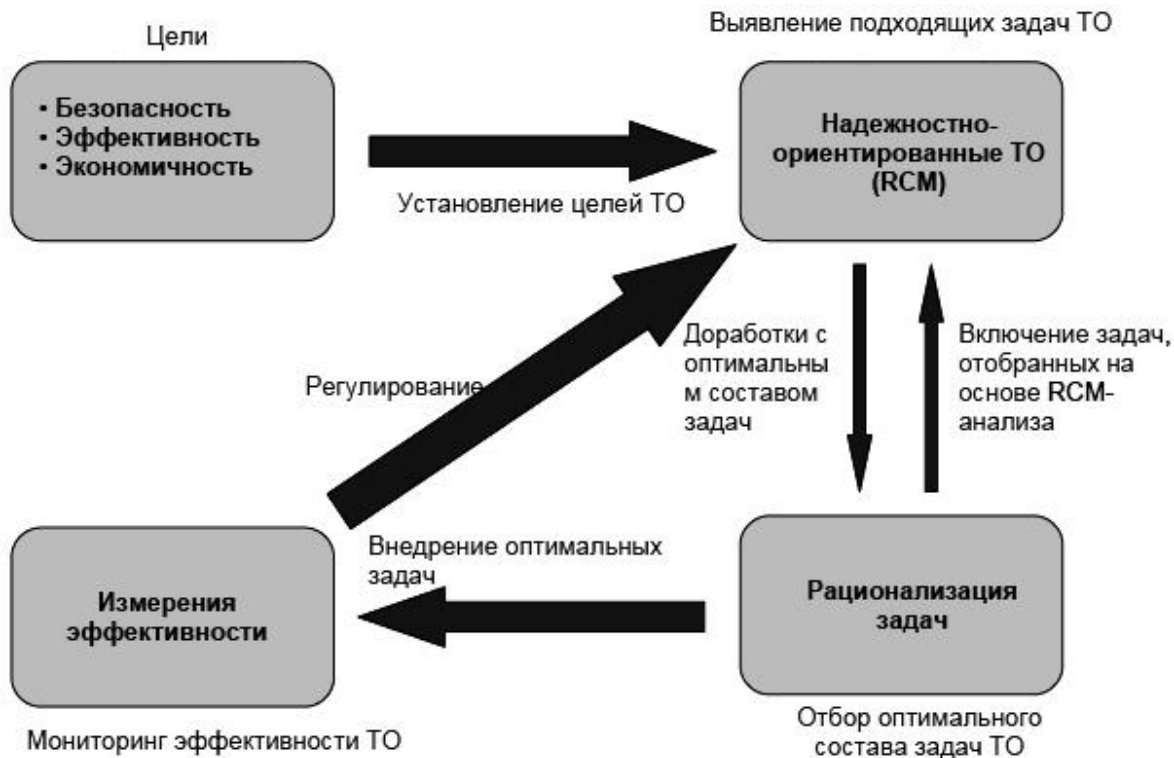 Цели
• Безопасность
• Эффективность
• Экономичность
Установление целей ТО
Выявление подходящих задач ТО
Надежностно-
ориентированные ТО
(RCM)
Регулирование
Доработки с
оптимальны
м составом
задач
Включение задач,
отобранных на
основе RCM-
анализа
Внедрение оптимальных
задач
Измерения
эффективности
Мониторинг эффективности ТО
Рационализация
задач
Отбор оптимального
состава задач ТО